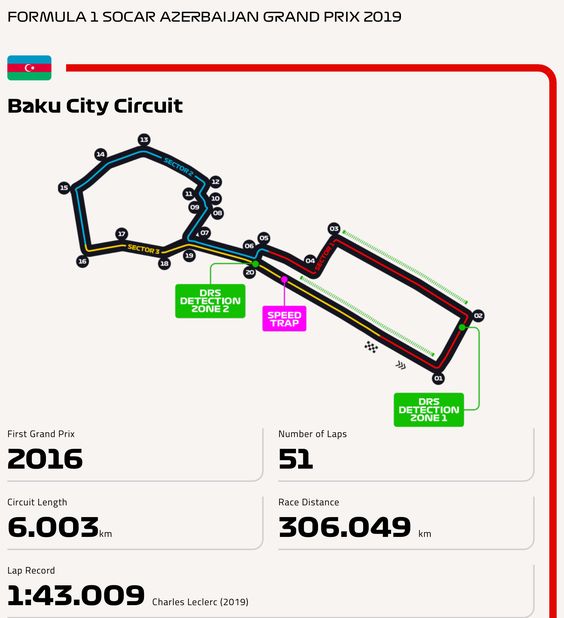 FORMULA 1 SOCAR AZERBAIJAN GRAND PRIX 2019
Baku City Circuit
13
14
SECTOR 2
12
15
11
10
09
08
07
17
SECTOR 3
16
18
19
06
05
20
04
03
SECTOR 1
02
01
DRS
DETECTION
ZONE 2
SPEED
TRAP
DRS
DETECTION
ZONE 1
First Grand Prix
2016
Number of Laps
51
Circuit Length
6.003km
Race Distance
306.049 km
Lap Record
1:43.009 Charles Leclerc (2019)